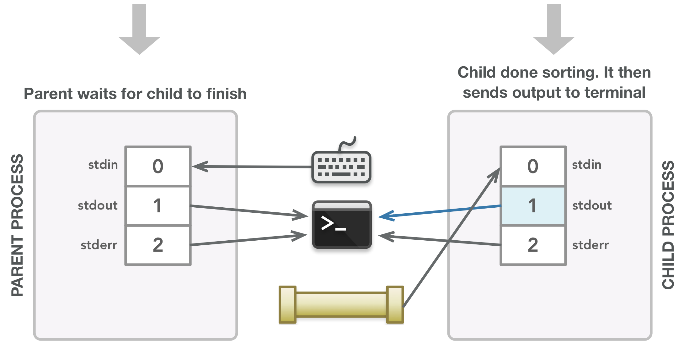 Parent waits for child to finish
Child done sorting. It then
sends output to terminal
PARENT PROCESS
stdin 0
stdout 1
stderr 2
>_
0 stdin
1 stdout
2 stderr
CHILD PROCESS